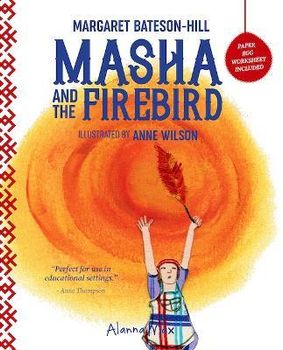 MARGARET BATESON-HILL
MASHA
AND THE FIREBIRD
ILLUSTRATED BY ANNE WILSON
PAPER
EGG
WORKSHEET
INCLUDED
"Perfect for use in
educational settings."
- Anne Thompson
Alanna Max